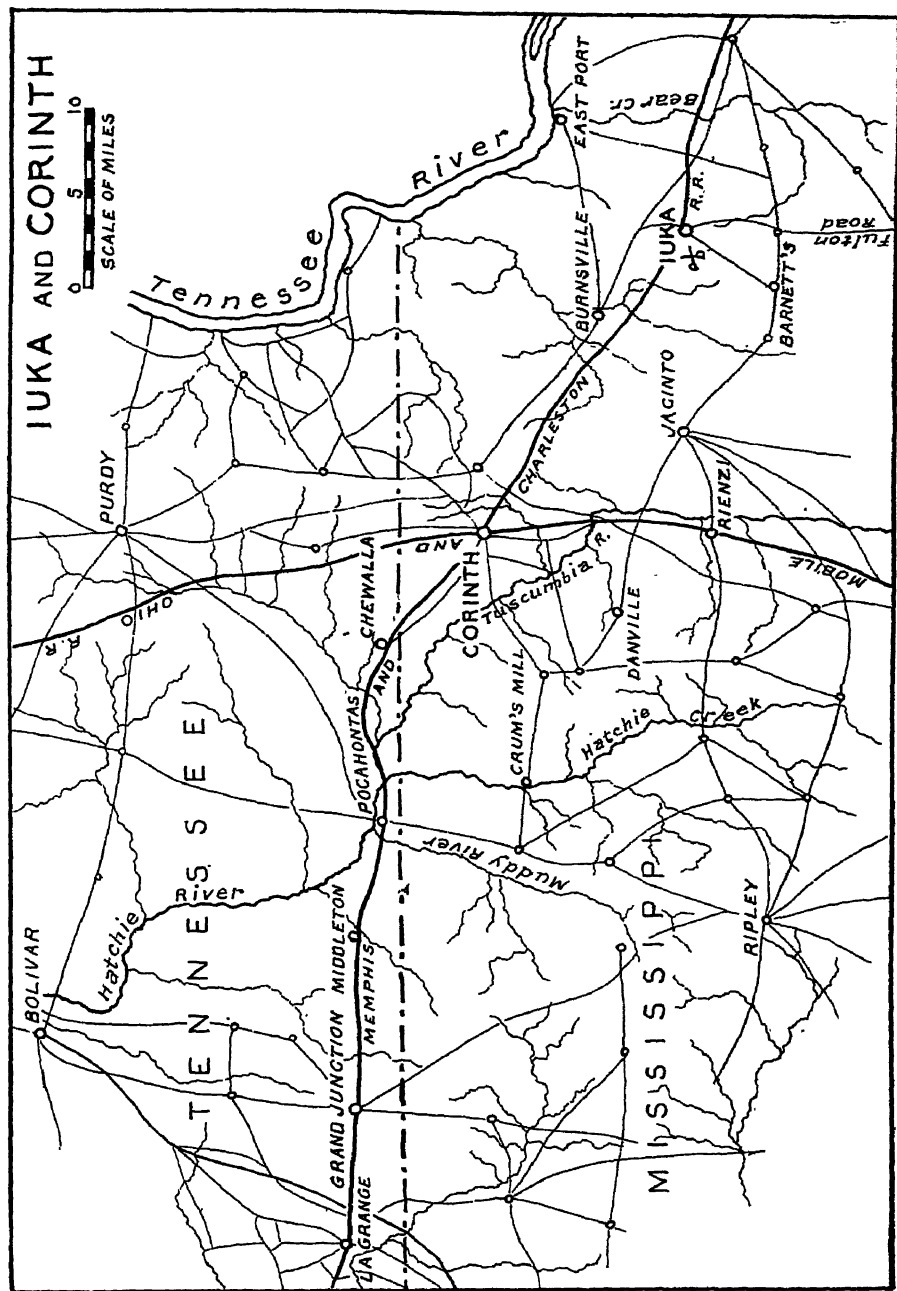 IUKA AND CORINTH
0 5 10
SCALE OF MILES
Tennessee River
BOLIVAR
PURDY
Hatchie River
TENNESSEE
OHIO R.R
AND
MOBILE
LA GRANGE
GRAND JUNCTION
MIDDLETON
POCAHONTAS
CHEWALLA
MEMPHIS AND CHARLESTON R.R.
CORINTH
Tuscumbia R.
BURNSVILLE
EAST PORT
Bear Cr.
IUKA
Fulton Road
BARNETT'S
JACINTO
RIENZI
DANVILLE
CRUM'S MILL
Hatchie Creek
Muddy River
RIPLEY
MISSISSIPPI